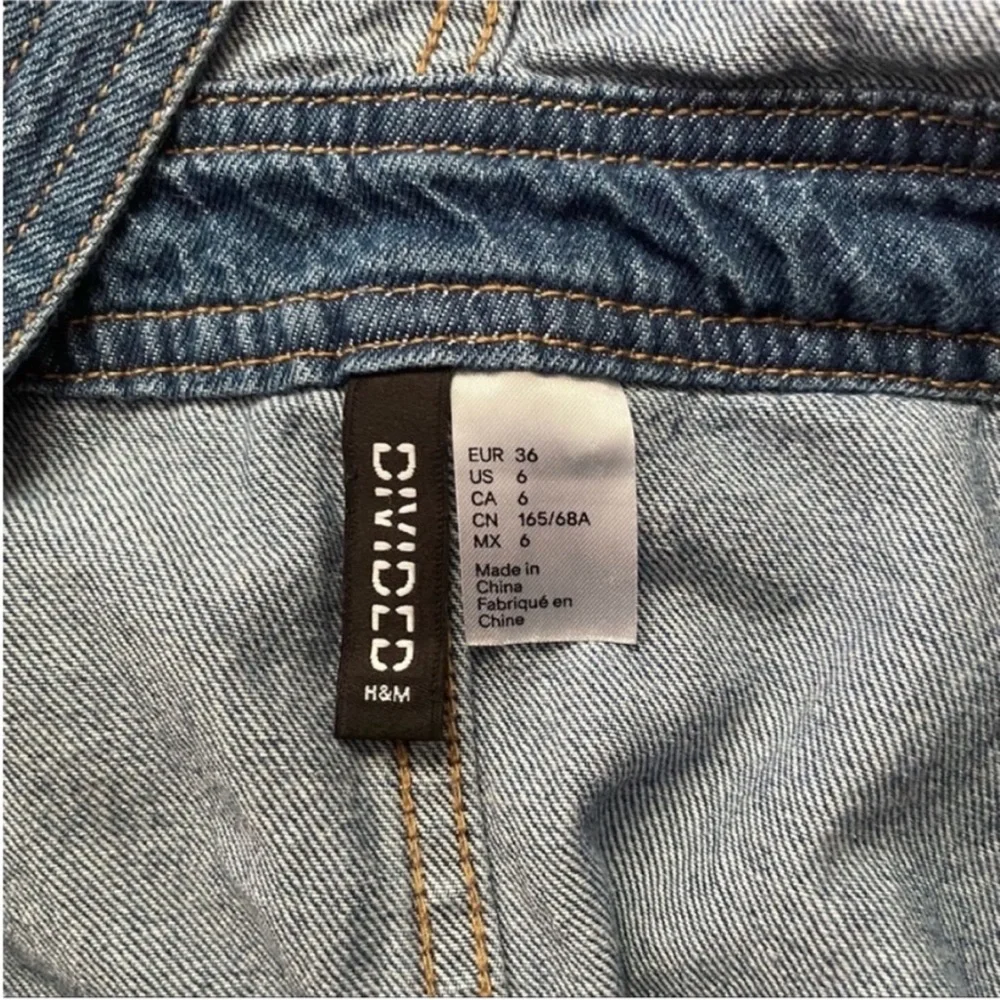 DIVIDED
H&M
EUR 36
US 6
CA 6
CN 165/68A
MX 6
Made in
China
Fabriqué en
Chine